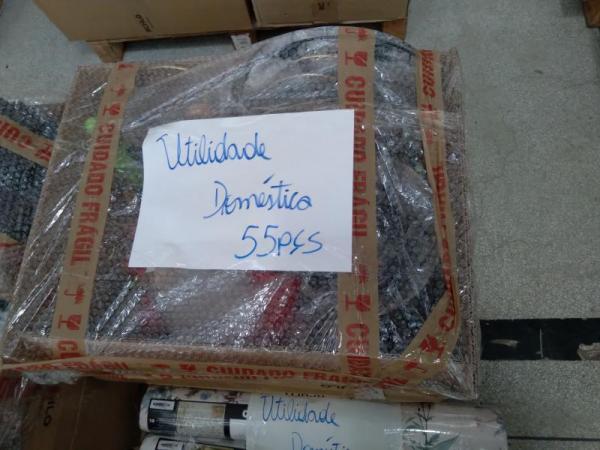 Utilidade
Doméstica
55pçs
CUIDADO FRÁGIL
CUIDADO FRÁGIL
CUIDADO FRÁGIL
Utilidade
Doméstica